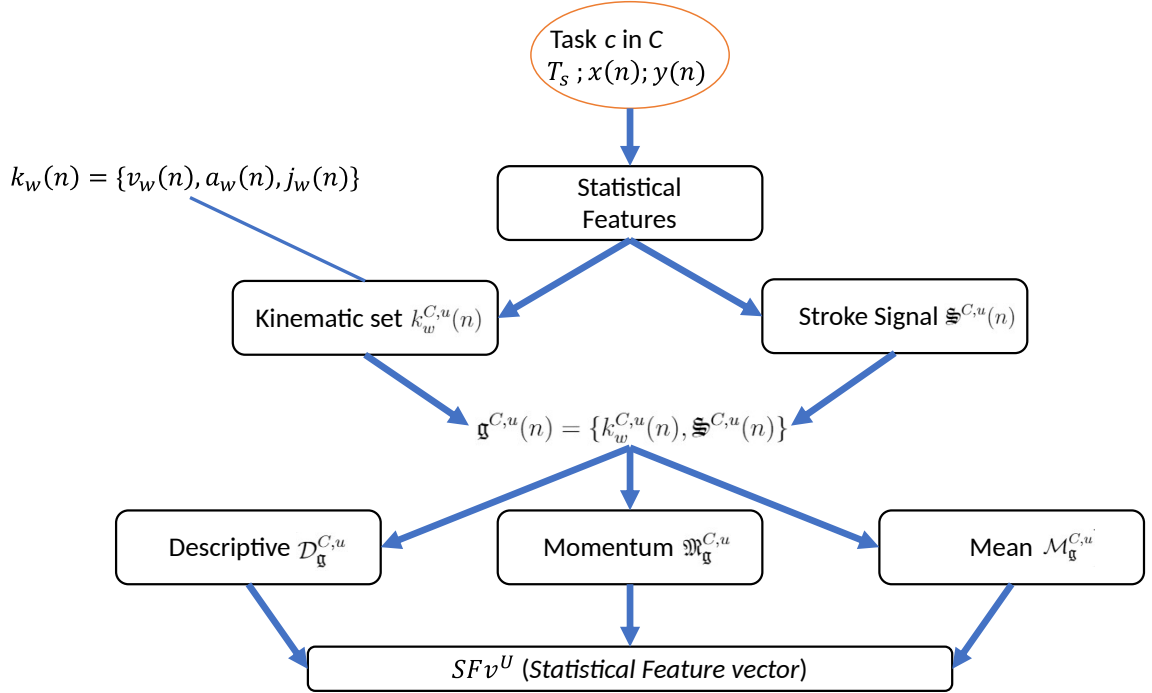 Task c in C
Tₛ ; x(n); y(n)
k_w(n) = {v_w(n), a_w(n), j_w(n)}
Statistical
Features
Kinematic set k_w^{C,u}(n)
Stroke Signal 𝕾^{C,u}(n)
𝖌^{C,u}(n) = {k_w^{C,u}(n), 𝕾^{C,u}(n)}
Descriptive 𝒟_𝖌^{C,u}
Momentum 𝕸_𝖌^{C,u}
Mean ℳ_𝖌^{C,u}
SFv^U (Statistical Feature vector)